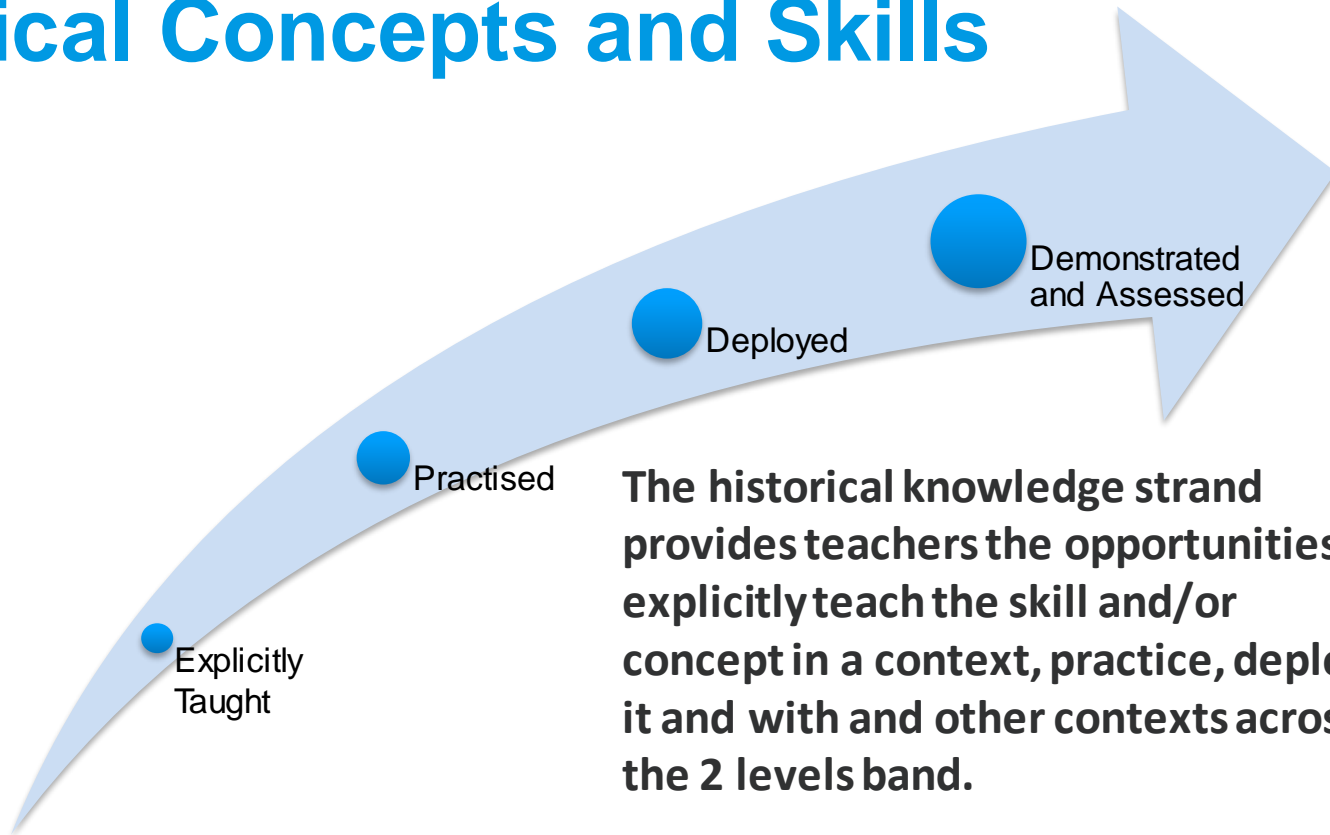 ical Concepts and Skills
Demonstrated
and Assessed
Deployed
Practised
Explicitly
Taught
The historical knowledge strand
provides teachers the opportunities
explicitly teach the skill and/or
concept in a context, practice, deplo
it and with and other contexts acros
the 2 levels band.